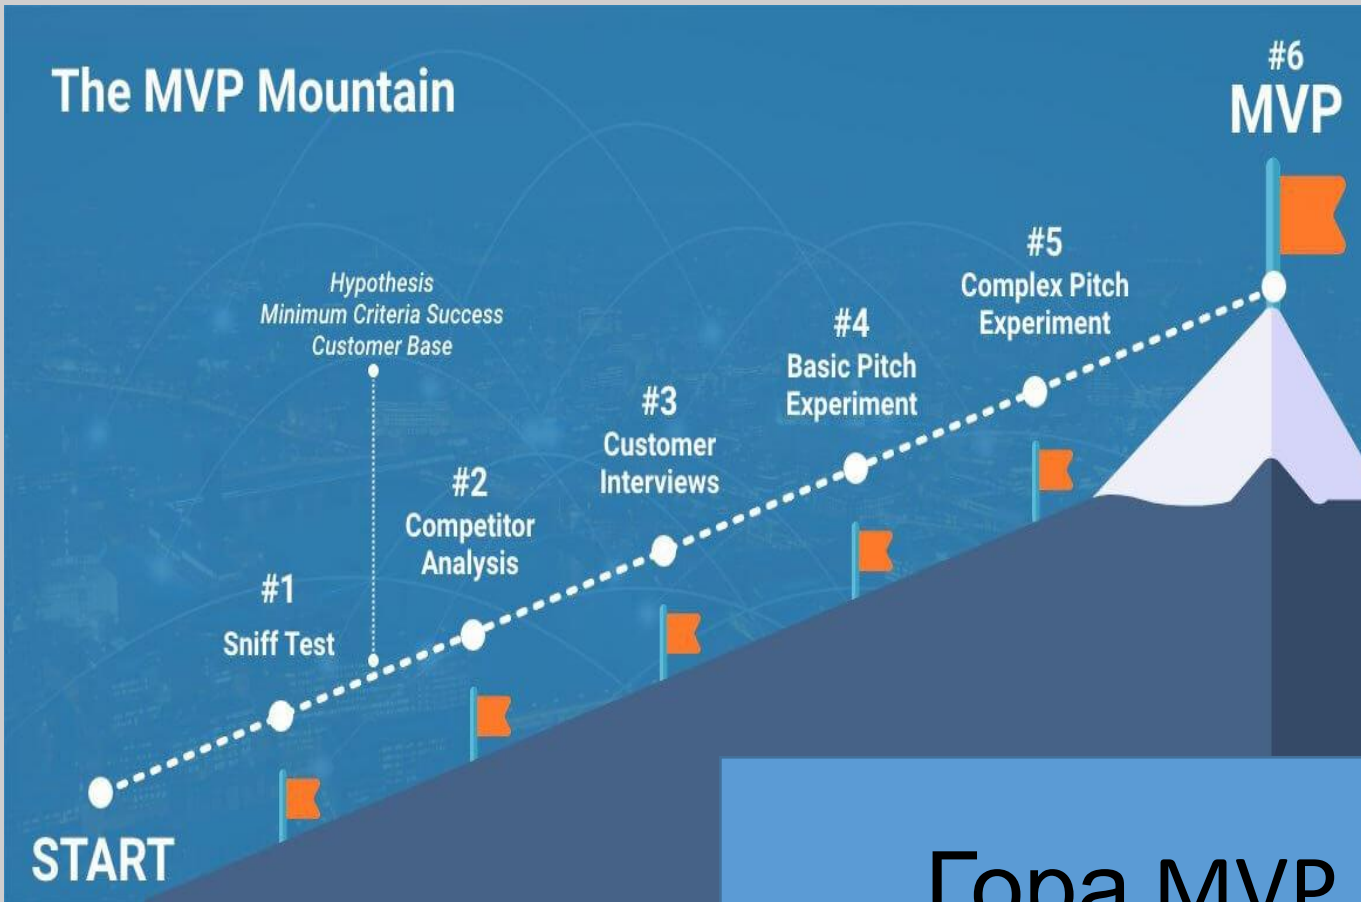 The MVP Mountain
#6
MVP
#5
Complex Pitch
Experiment
Hypothesis
Minimum Criteria Success
Customer Base
#4
Basic Pitch
Experiment
#3
Customer
Interviews
#2
Competitor
Analysis
#1
Sniff Test
START
Гора MVP